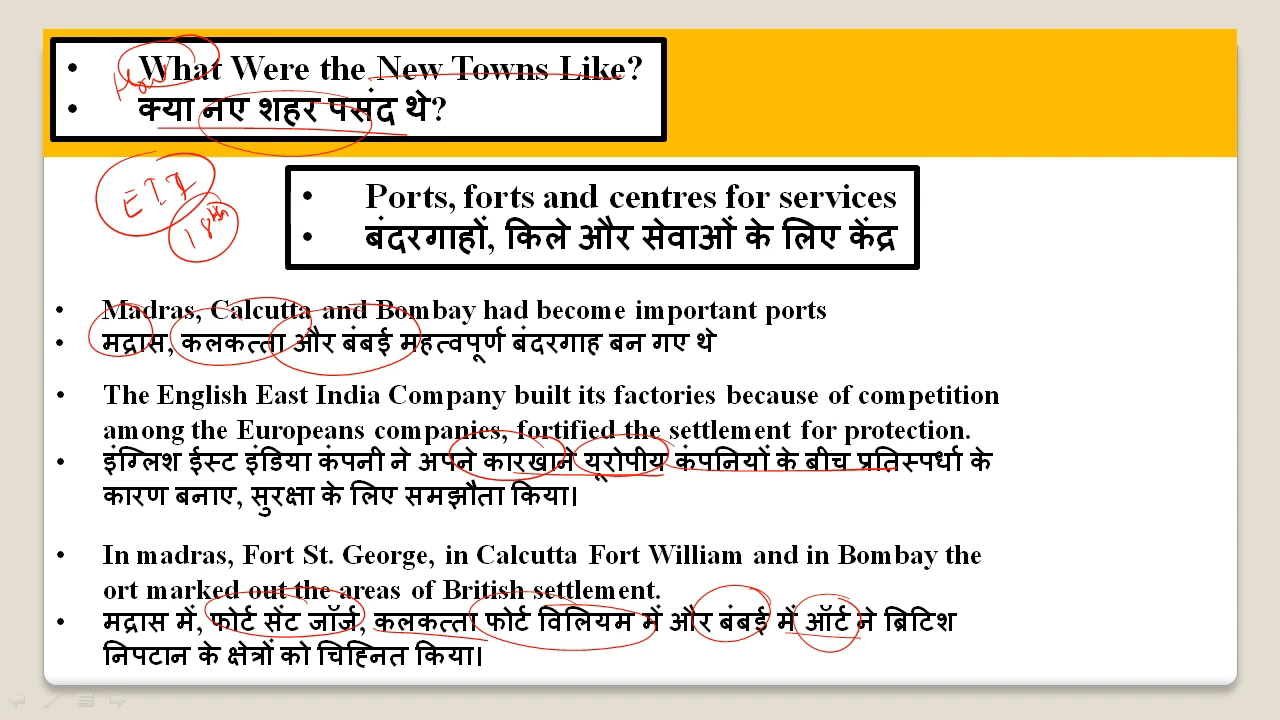 What Were the New Towns Like?
क्या नए शहर पसंद थे?
Ports, forts and centres for services
बंदरगाहों, किले और सेवाओं के लिए केंद्र
EII
18th
Madras, Calcutta and Bombay had become important ports
मद्रास, कलकत्ता और बंबई महत्वपूर्ण बंदरगाह बन गए थे
The English East India Company built its factories because of competition
among the Europeans companies, fortified the settlement for protection.
इंग्लिश ईस्ट इंडिया कंपनी ने अपने कारखाने यूरोपीय कंपनियों के बीच प्रतिस्पर्धा के
कारण बनाए, सुरक्षा के लिए समझौता किया।
In madras, Fort St. George, in Calcutta Fort William and in Bombay the
ort marked out the areas of British settlement.
मद्रास में, फोर्ट सेंट जॉर्ज, कलकत्ता फोर्ट विलियम में और बंबई में ऑर्ट ने ब्रिटिश
निपटान के क्षेत्रों को चिह्नित किया।